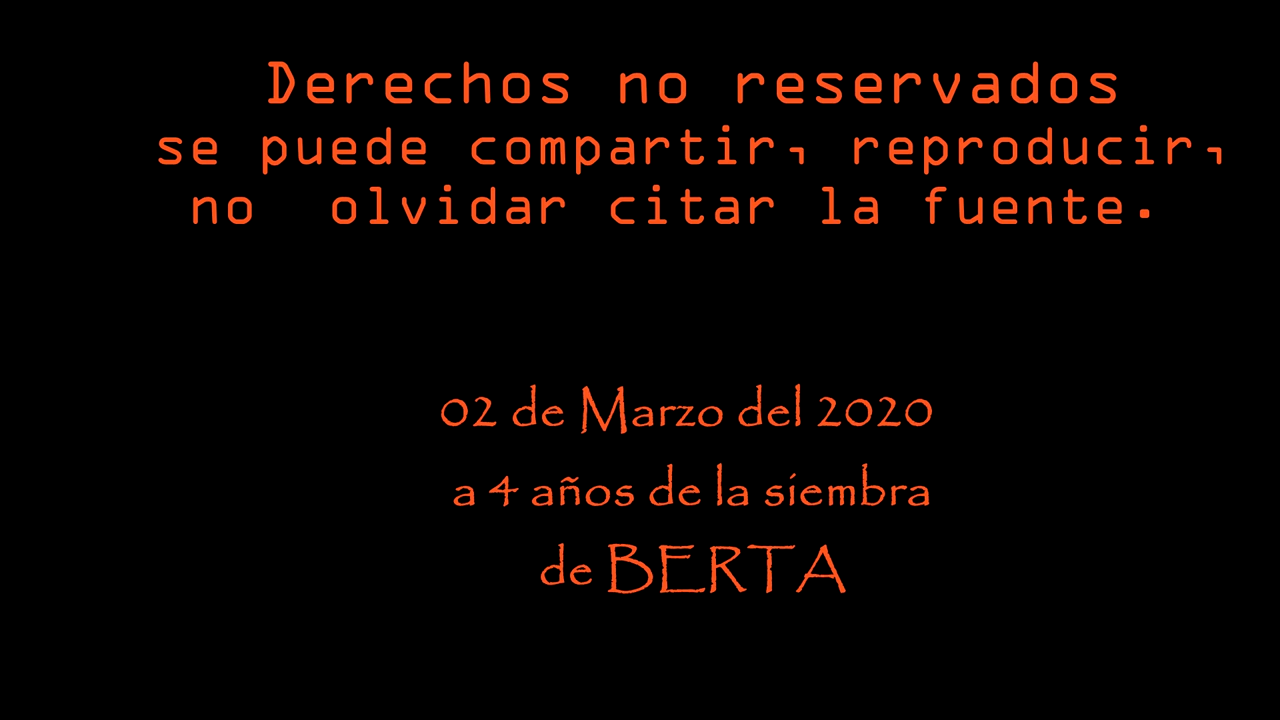 Derechos no reservados
se puede compartir, reproducir,
no olvidar citar la fuente.
02 de Marzo del 2020
a 4 años de la siembra
de BERTA